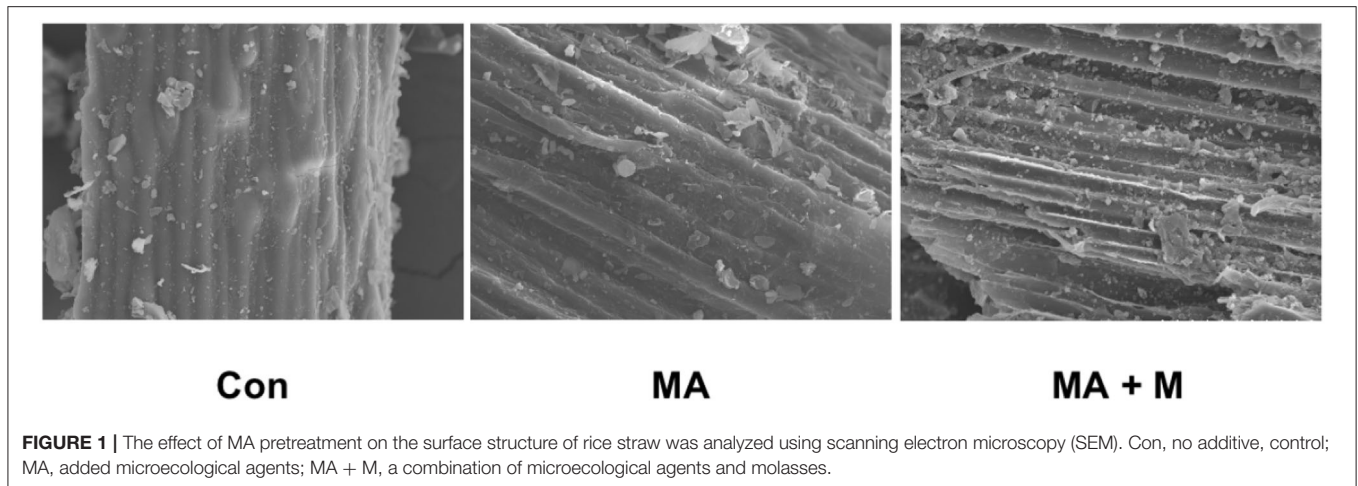 Con
MA
MA + M
FIGURE 1 | The effect of MA pretreatment on the surface structure of rice straw was analyzed using scanning electron microscopy (SEM). Con, no additive, control;
MA, added microecological agents; MA + M, a combination of microecological agents and molasses.